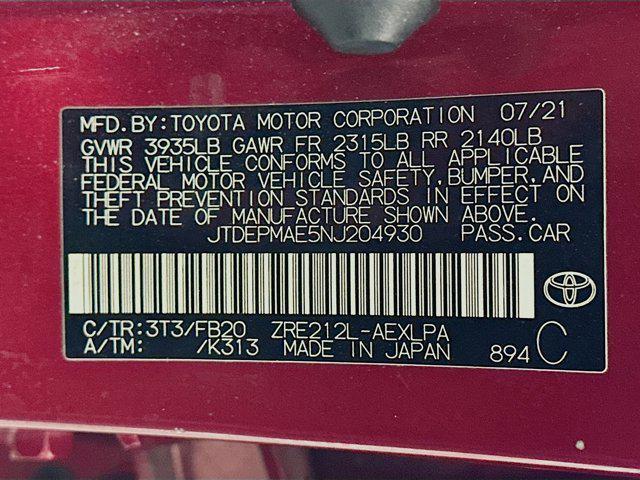 MFD.BY:TOYOTA MOTOR CORPORATION 07/21
GVWR 3935LB GAWR FR 2315LB RR 2140LB
THIS VEHICLE CONFORMS TO ALL APPLICABLE
FEDERAL MOTOR VEHICLE SAFETY,BUMPER,AND
THEFT PREVENTION STANDARDS IN EFFECT ON
THE DATE OF MANUFACTURE SHOWN ABOVE.
JTDEPMAE5NJ204930 PASS.CAR
C/TR:3T3/FB20 ZRE212L-AEXLPA
A/TM: /K313 MADE IN JAPAN 894 C